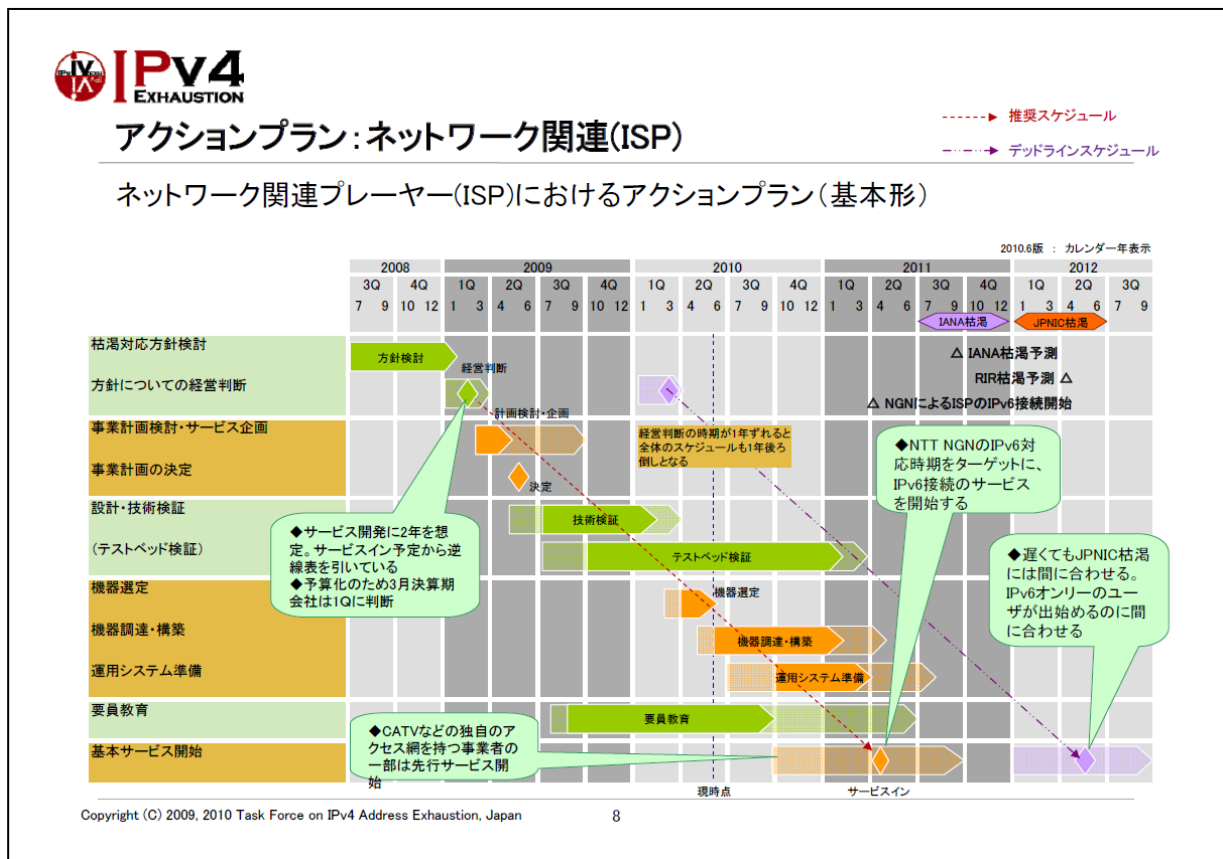 IPv4
EXHAUSTION
アクションプラン：ネットワーク関連(ISP)
推奨スケジュール
デッドラインスケジュール
ネットワーク関連プレーヤー(ISP)におけるアクションプラン（基本形）
2010.6版 ： カレンダー年表示
2008 2009 2010 2011 2012
3Q 4Q 1Q 2Q 3Q 4Q 1Q 2Q 3Q 4Q 1Q 2Q 3Q 4Q 1Q 2Q 3Q
7 9 10 12 1 3 4 6 7 9 10 12 1 3 4 6 7 9 10 12 1 3 4 6 7 9 10 12 1 3 4 6 7 9
IANA枯渇 JPNIC枯渇
枯渇対応方針検討
方針検討
△ IANA枯渇予測
経営判断
RIR枯渇予測 △
方針についての経営判断
△ NGNによるISPのIPv6接続開始
計画検討・企画
事業計画検討・サービス企画
経営判断の時期が1年ずれると
全体のスケジュールも1年後ろ
倒しとなる
事業計画の決定
決定
◆NTT NGNのIPv6対
応時期をターゲットに、
IPv6接続のサービス
を開始する
設計・技術検証
技術検証
(テストベッド検証)
テストベッド検証
◆サービス開発に2年を想
定。サービスイン予定から逆
線表を引いている
◆予算化のため3月決算期
会社は1Qに判断
◆遅くてもJPNIC枯渇
には間に合わせる。
IPv6オンリーのユー
ザが出始めるのに間
に合わせる
機器選定
機器選定
機器調達・構築
機器調達・構築
運用システム準備
運用システム準備
要員教育
要員教育
◆CATVなどの独自のア
クセス網を持つ事業者の
一部は先行サービス開
始
基本サービス開始
現時点
サービスイン
Copyright (C) 2009, 2010 Task Force on IPv4 Address Exhaustion, Japan
8